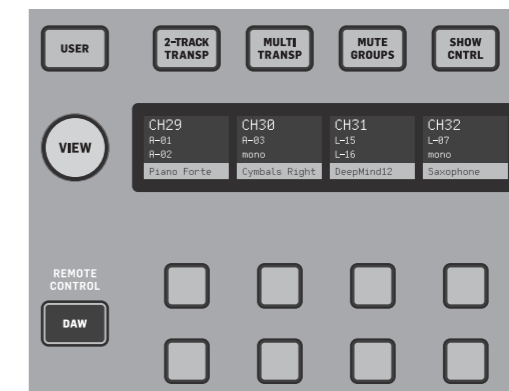 USER
2-TRACK
TRANSP
MULTI
TRANSP
MUTE
GROUPS
SHOW
CNTRL
VIEW
CH29
A-01
A-02
Piano Forte
CH30
A-03
mono
Cymbals Right
CH31
L-15
L-16
DeepMind12
CH32
L-07
mono
Saxophone
REMOTE
CONTROL
DAW